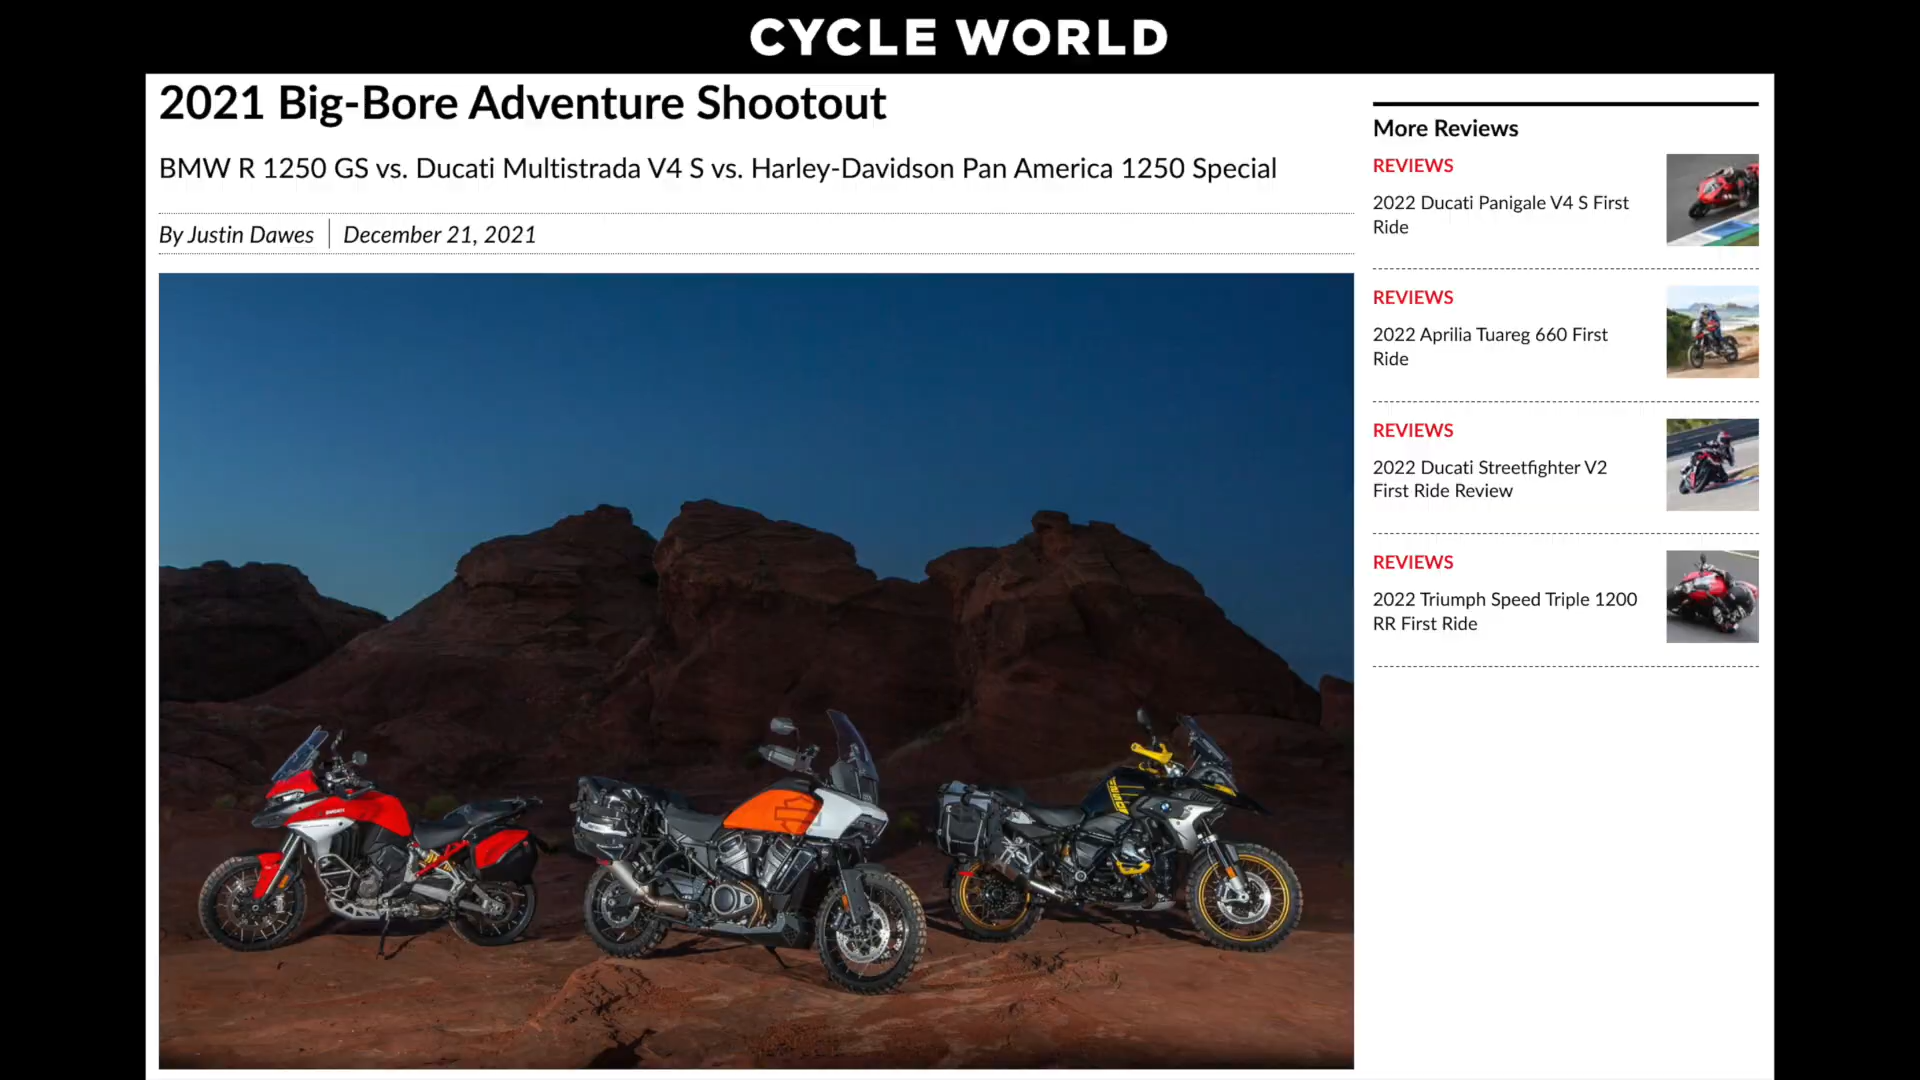 CYCLE WORLD
2021 Big-Bore Adventure Shootout
BMW R 1250 GS vs. Ducati Multistrada V4 S vs. Harley-Davidson Pan America 1250 Special
By Justin Dawes
December 21, 2021
More Reviews
REVIEWS
2022 Ducati Panigale V4 S First
Ride
REVIEWS
2022 Aprilia Tuareg 660 First
Ride
REVIEWS
2022 Ducati Streetfighter V2
First Ride Review
REVIEWS
2022 Triumph Speed Triple 1200
RR First Ride